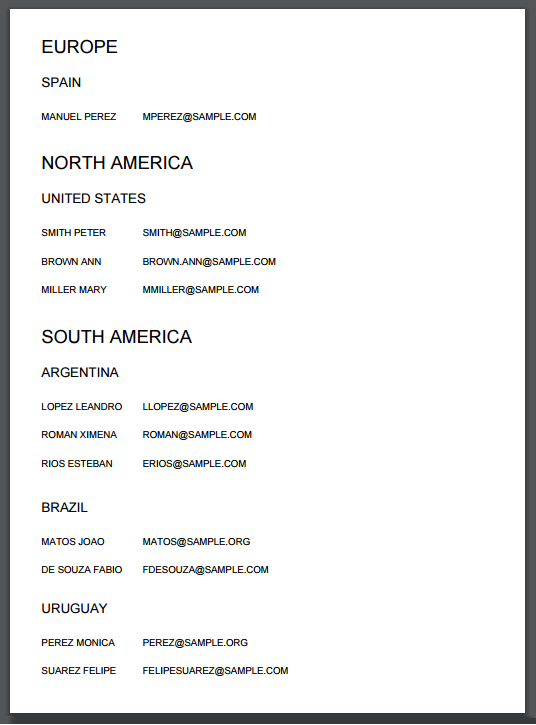 EUROPE
SPAIN
MANUEL PEREZ MPEREZ@SAMPLE.COM
NORTH AMERICA
UNITED STATES
SMITH PETER SMITH@SAMPLE.COM
BROWN ANN BROWN.ANN@SAMPLE.COM
MILLER MARY MMILLER@SAMPLE.COM
SOUTH AMERICA
ARGENTINA
LOPEZ LEANDRO LLOPEZ@SAMPLE.COM
ROMAN XIMENA ROMAN@SAMPLE.COM
RIOS ESTEBAN ERIOS@SAMPLE.COM
BRAZIL
MATOS JOAO MATOS@SAMPLE.ORG
DE SOUZA FABIO FDESOUZA@SAMPLE.COM
URUGUAY
PEREZ MONICA PEREZ@SAMPLE.ORG
SUAREZ FELIPE FELIPESUAREZ@SAMPLE.COM